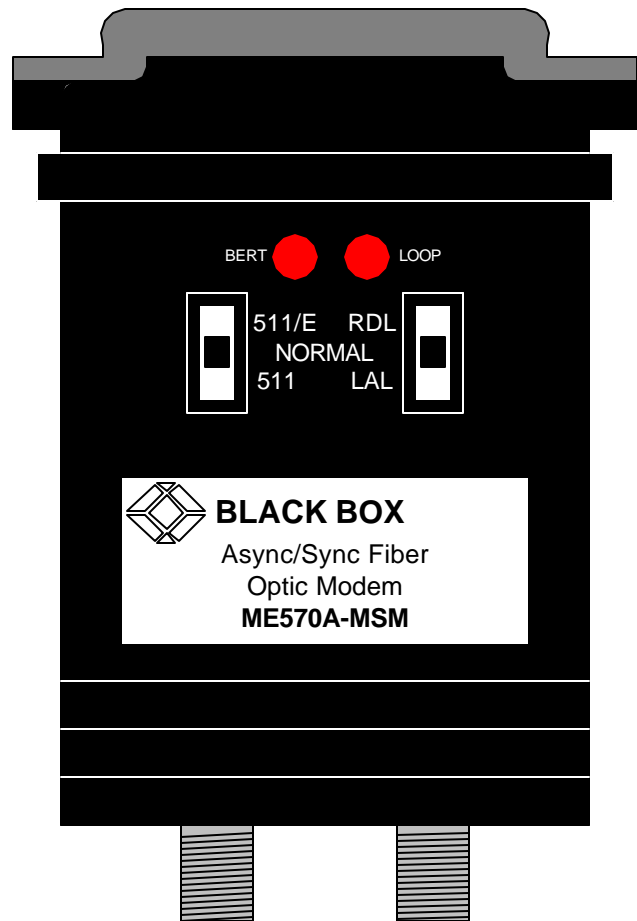 BERT LOOP
511/E RDL
NORMAL
511 LAL
BLACK BOX
Async/Sync Fiber
Optic Modem
ME570A-MSM